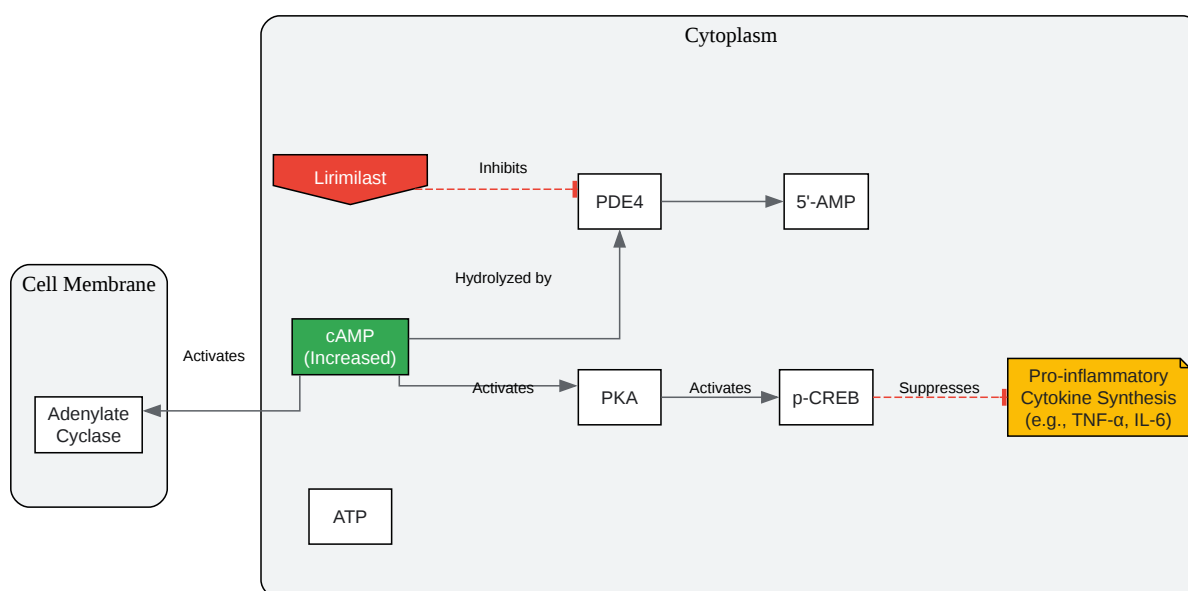 Cytoplasm
Lirimilast
Inhibits
PDE4
5'-AMP
Cell Membrane
Hydrolyzed by
cAMP
(Increased)
Activates
Adenylate
Cyclase
Activates
PKA
Activates
p-CREB
Suppresses
Pro-inflammatory
Cytokine Synthesis
(e.g., TNF-α, IL-6)
ATP